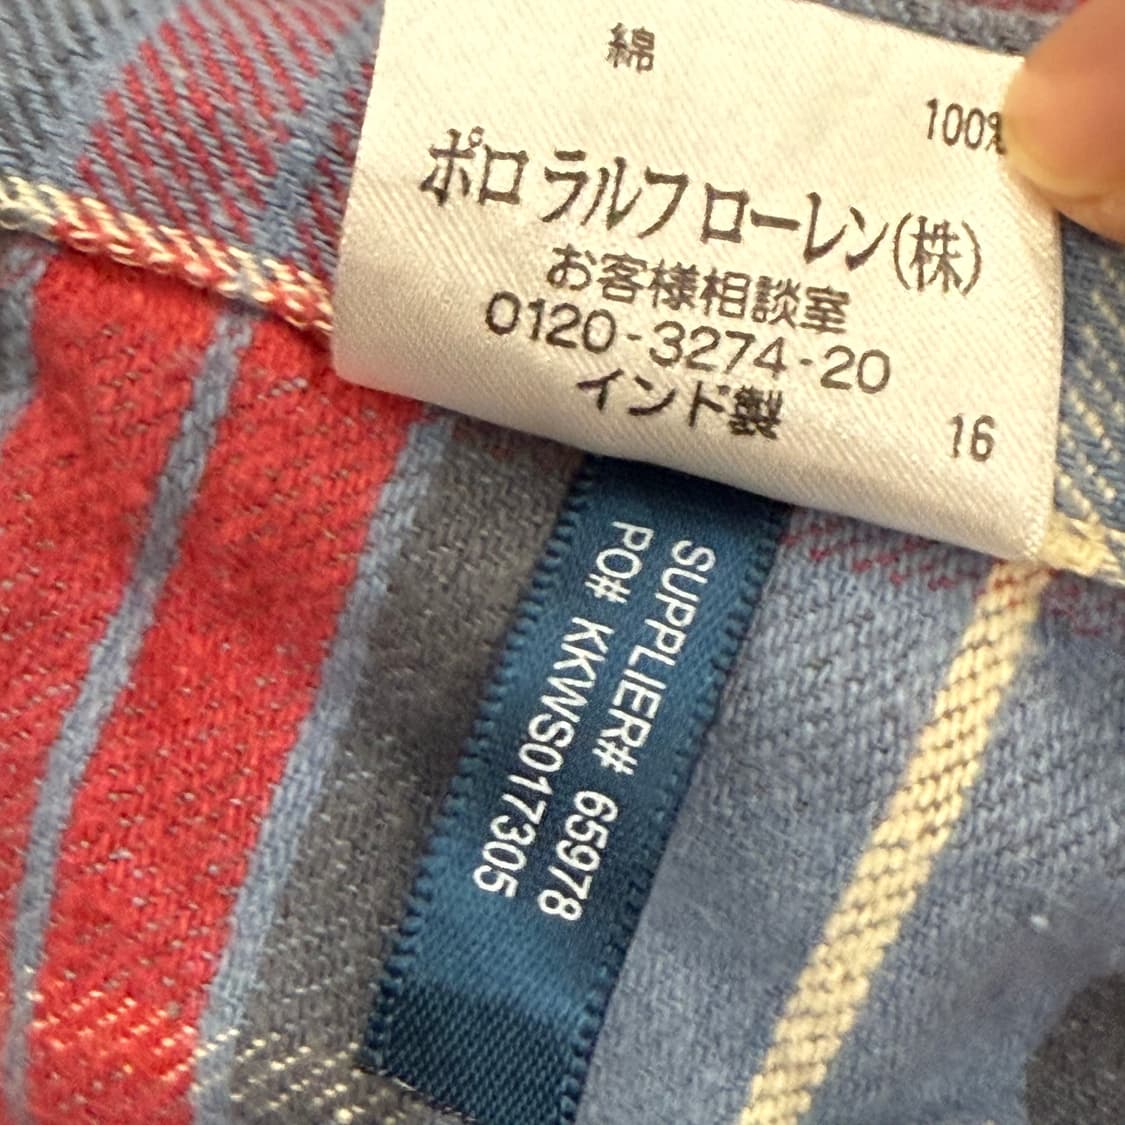 綿
100%
ポロ ラルフ ローレン(株)
お客様相談室
0120-3274-20
インド製
16
SUPPLIER# 65978
PO# KKWS017305